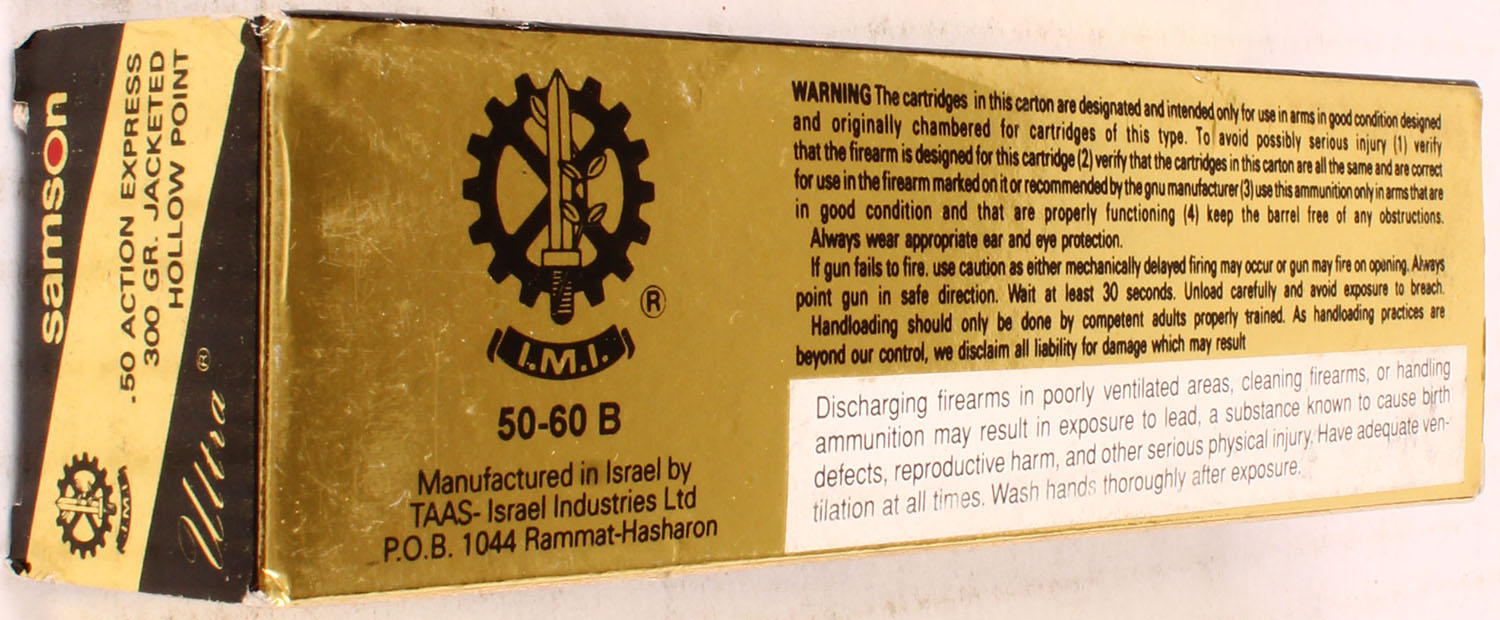 samson
.50 ACTION EXPRESS
300 GR. JACKETED
HOLLOW POINT
Ultra ®
I.M.I.
®
I.M.I.
50-60 B
Manufactured in Israel by
TAAS- Israel Industries Ltd
P.O.B. 1044 Rammat-Hasharon
WARNING The cartridges in this carton are designated and intended only for use in arms in good condition designed
and originally chambered for cartridges of this type. To avoid possibly serious injury (1) verify
that the firearm is designed for this cartridge (2) verify that the cartridges in this carton are all the same and are correct
for use in the firearm marked on it or recommended by the gnu manufacturer (3) use this ammunition only in arms that are
in good condition and that are properly functioning (4) keep the barrel free of any obstructions.
Always wear appropriate ear and eye protection.
If gun fails to fire, use caution as either mechanically delayed firing may occur or gun may fire on opening. Always
point gun in safe direction. Wait at least 30 seconds. Unload carefully and avoid exposure to breach.
Handloading should only be done by competent adults properly trained. As handloading practices are
beyond our control, we disclaim all liability for damage which may result
Discharging firearms in poorly ventilated areas, cleaning firearms, or handling
ammunition may result in exposure to lead, a substance known to cause birth
defects, reproductive harm, and other serious physical injury. Have adequate ven-
tilation at all times. Wash hands thoroughly after exposure.